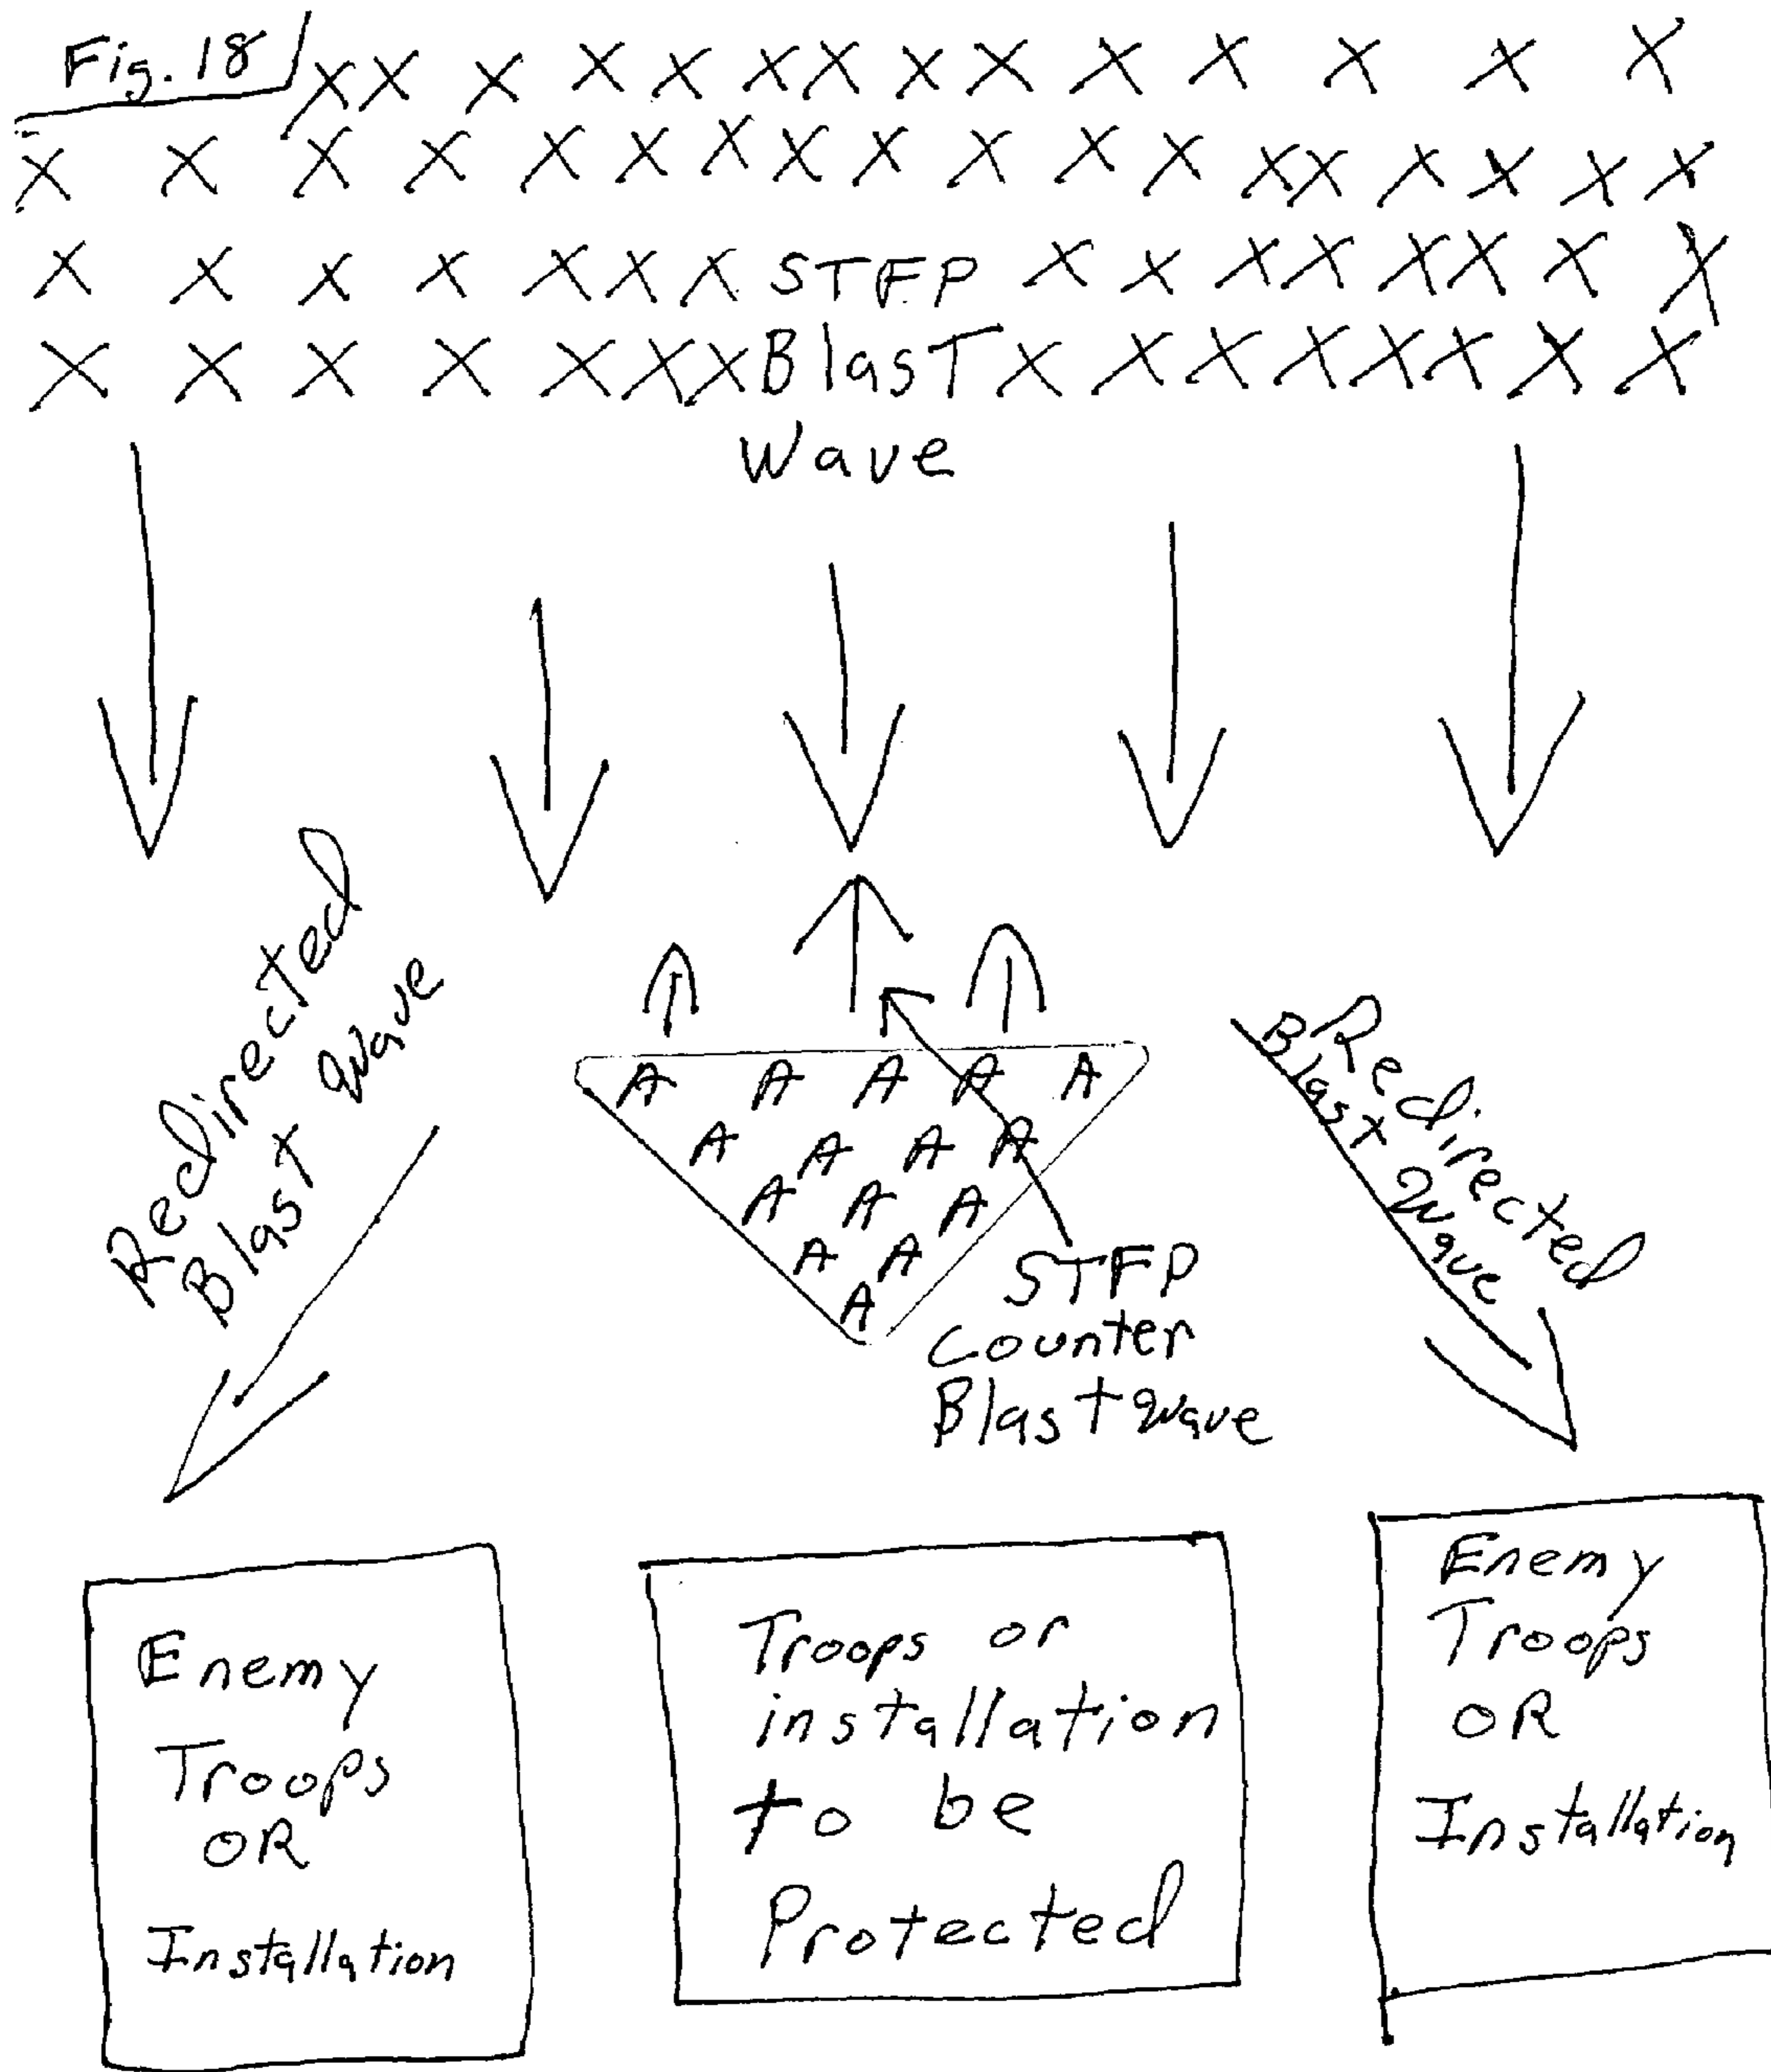 Fig. 18 X X X X X X X X X X X X X X
X X X X X X X X X X X X X X X X X X
X X X X X X X STFP X X X X X X X X
X X X X X X X BlasT X X X X X X X X
Wave
Redirected
Blast Wave
A A A A A
A A A A
A A A
A A
A
STFP
Counter
Blast Wave
Redirected
Blast Wave
Enemy
Troops
OR
Installation
Troops or
installation
to be
Protected
Enemy
Troops
OR
Installation